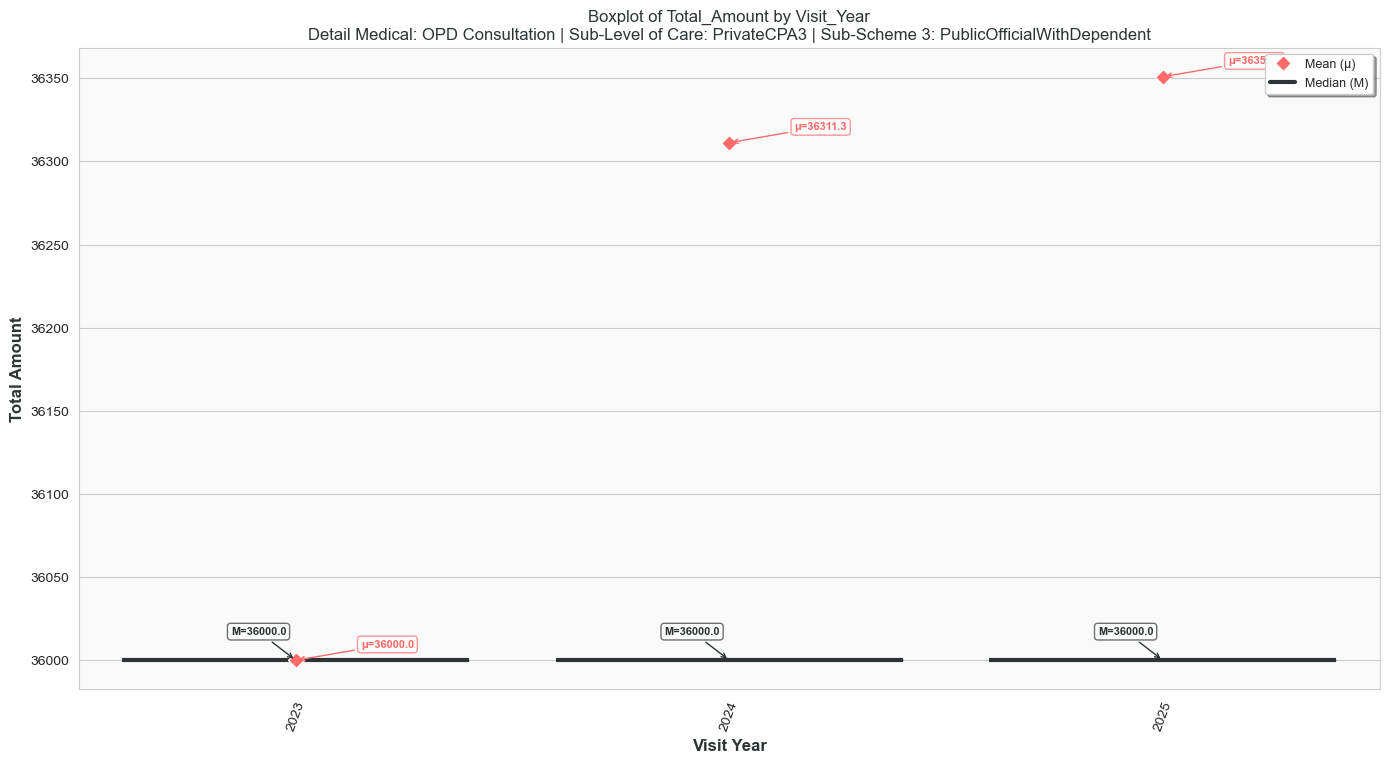 Boxplot of Total_Amount by Visit_Year
Detail Medical: OPD Consultation | Sub-Level of Care: PrivateCPA3 | Sub-Scheme 3: PublicOfficialWithDependent
Mean (μ)
Median (M)
μ=36311.3
M=36000.0
μ=36000.0
M=36000.0
M=36000.0
Total Amount
36350
36300
36250
36200
36150
36100
36050
36000
2023
2024
2025
Visit Year